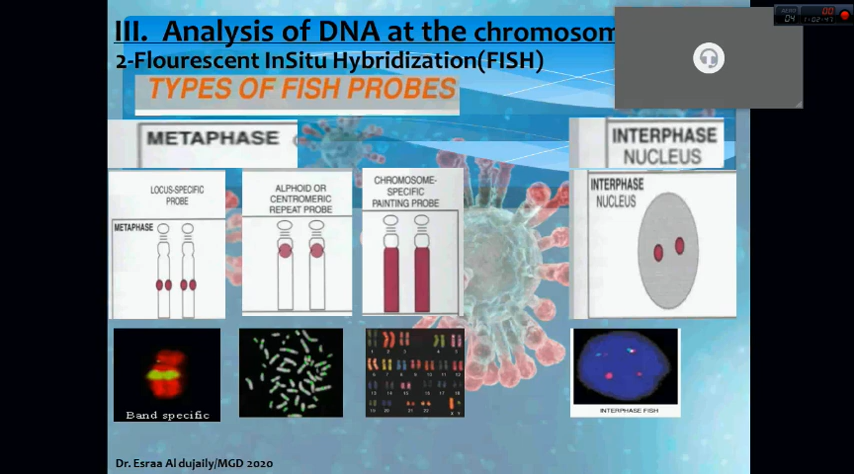 III. Analysis of DNA at the chromosom
2-Flourescent InSitu Hybridization(FISH)
TYPES OF FISH PROBES
METAPHASE
INTERPHASE
NUCLEUS
LOCUS-SPECIFIC
PROBE
METAPHASE
ALPHOID OR
CENTROMERIC
REPEAT PROBE
CHROMOSOME-
SPECIFIC
PAINTING PROBE
INTERPHASE
NUCLEUS
Band specific
INTERPHASE FISH
Dr. Esraa Al dujaily/MGD 2020